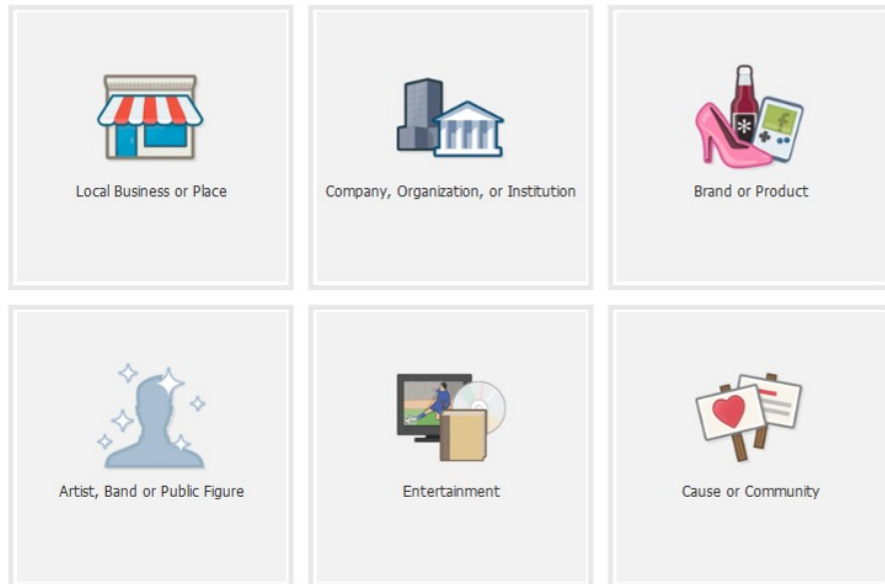 Local Business or Place
Company, Organization, or Institution
Brand or Product
Artist, Band or Public Figure
Entertainment
Cause or Community